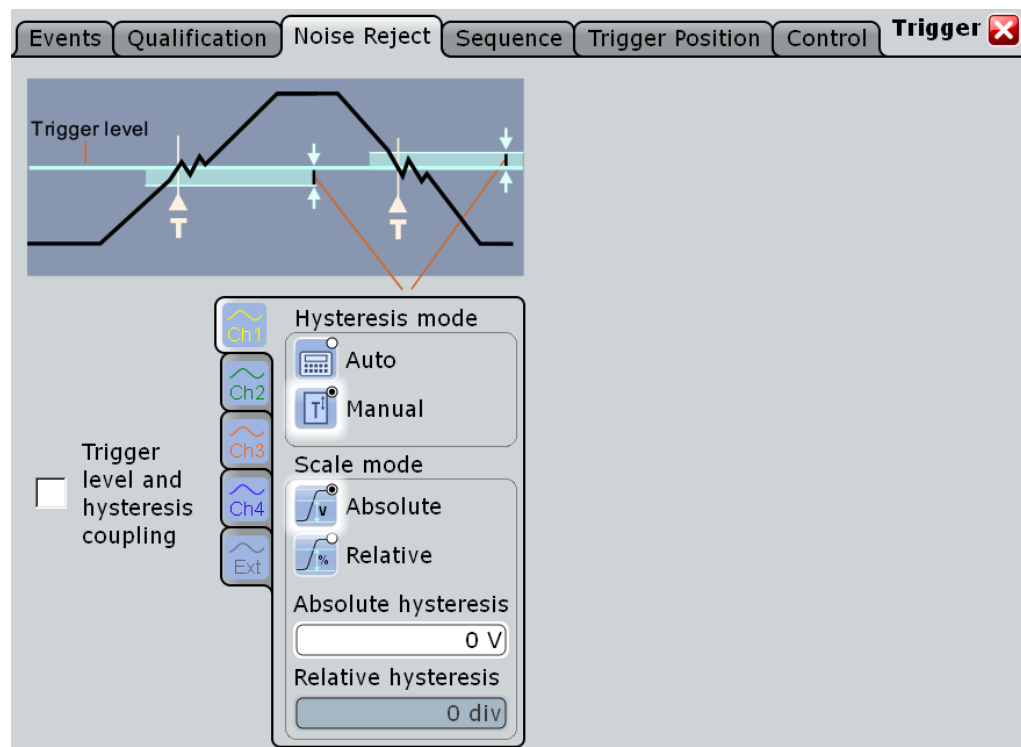 Events Qualification Noise Reject Sequence Trigger Position Control Trigger
Trigger level
T T
Hysteresis mode
Ch1
Auto
Ch2
T Manual
Ch3
Trigger
level and
hysteresis
coupling
Scale mode
Ch4
V Absolute
Ext
% Relative
Absolute hysteresis
0 V
Relative hysteresis
0 div